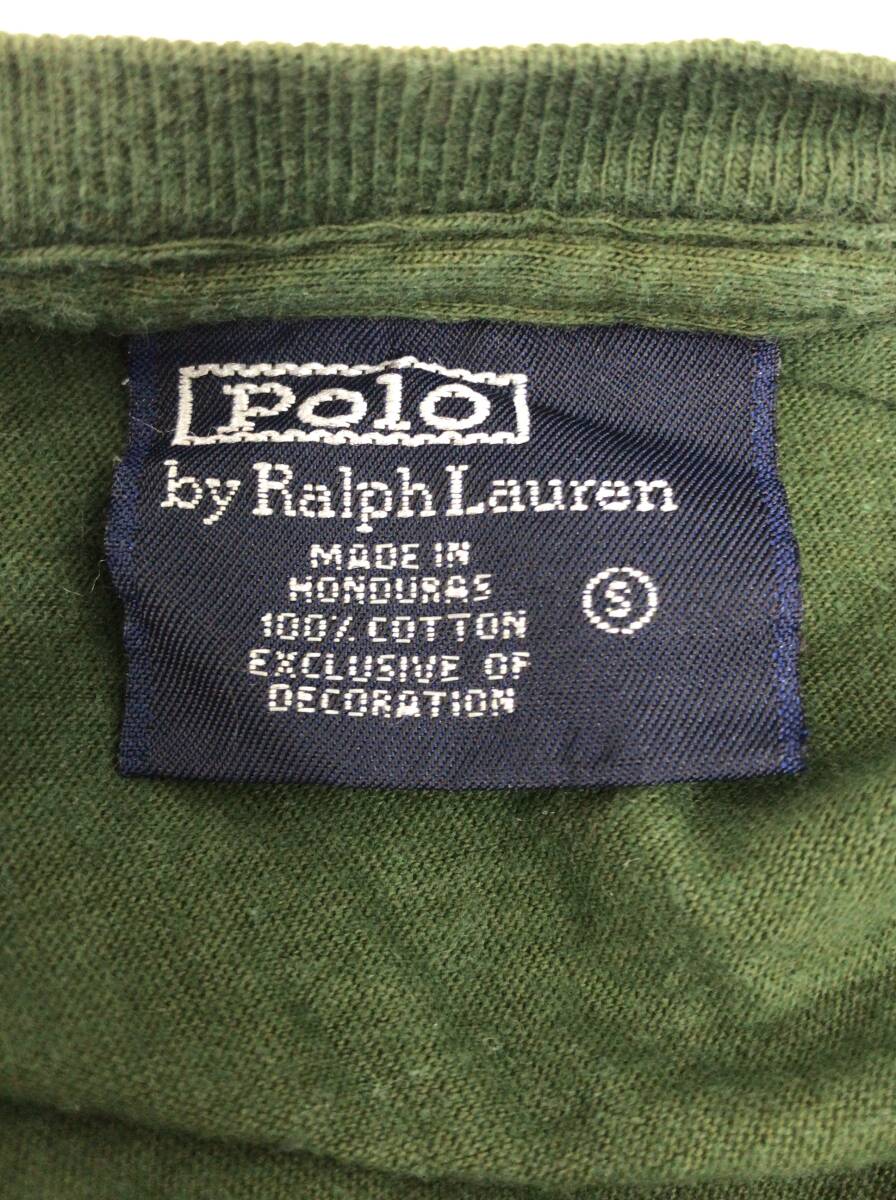 Polo
by Ralph Lauren
MADE IN
HONDURAS
100% COTTON
EXCLUSIVE OF
DECORATION
S